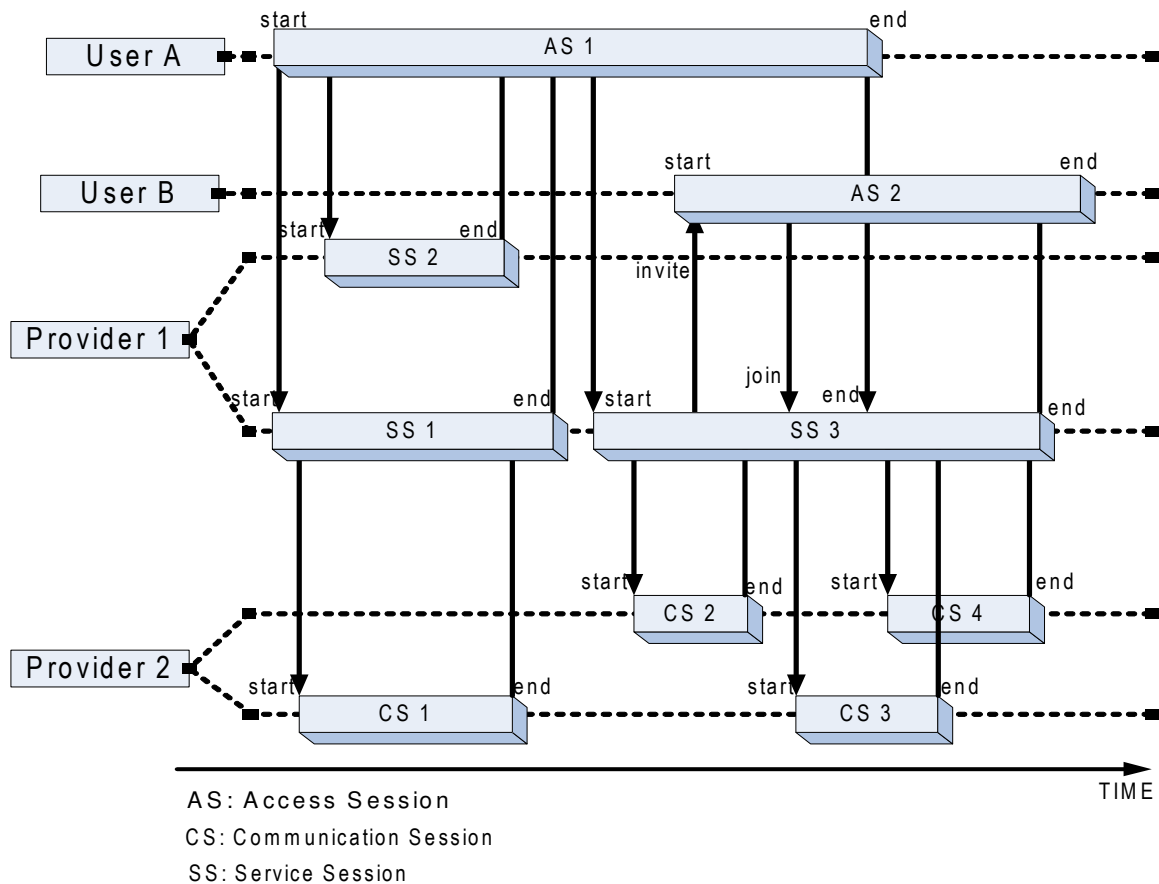 start
end
User A
AS 1
start
end
User B
AS 2
start
end
SS 2
invite
Provider 1
join
start
end
start
end
end
SS 1
SS 3
start
end
start
end
CS 2
CS 4
Provider 2
start
end
start
end
CS 1
CS 3
TIME
AS: Access Session
CS: Communication Session
SS: Service Session